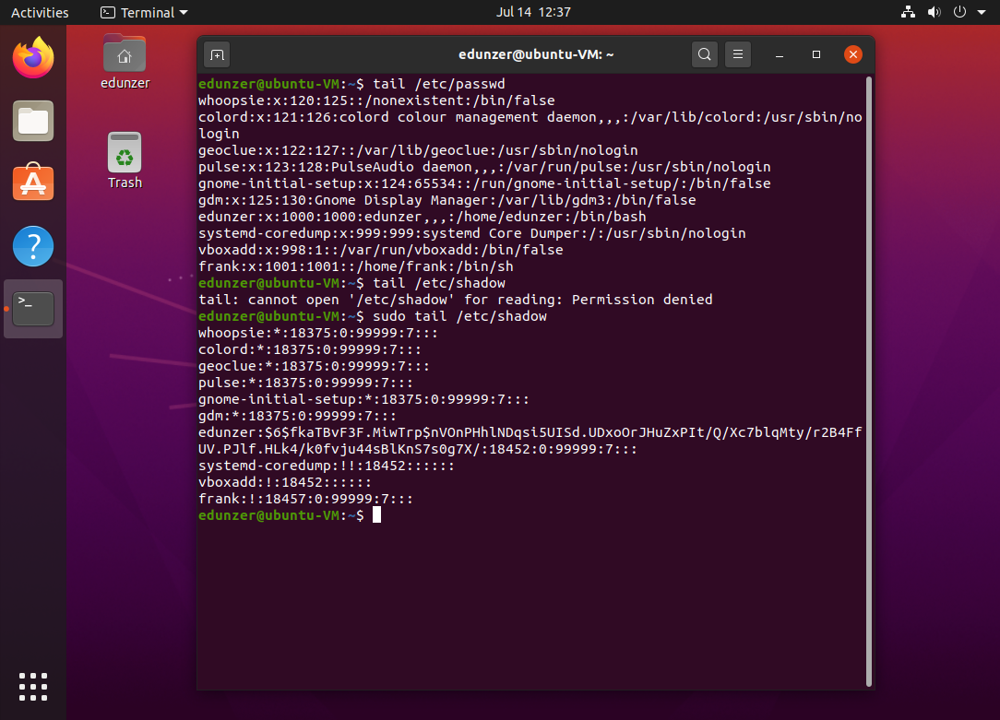 Activities
Terminal
Jul 14 12:37
edunzer
Trash
edunzer@ubuntu-VM: ~
edunzer@ubuntu-VM:~$ tail /etc/passwd
whoopsie:x:120:125::/nonexistent:/bin/false
colord:x:121:126:colord colour management daemon,,,:/var/lib/colord:/usr/sbin/no
login
geoclue:x:122:127::/var/lib/geoclue:/usr/sbin/nologin
pulse:x:123:128:PulseAudio daemon,,,:/var/run/pulse:/usr/sbin/nologin
gnome-initial-setup:x:124:65534::/run/gnome-initial-setup/:/bin/false
gdm:x:125:130:Gnome Display Manager:/var/lib/gdm3:/bin/false
edunzer:x:1000:1000:edunzer,,,:/home/edunzer:/bin/bash
systemd-coredump:x:999:999:systemd Core Dumper:/:/usr/sbin/nologin
vboxadd:x:998:1::/var/run/vboxadd:/bin/false
frank:x:1001:1001::/home/frank:/bin/sh
edunzer@ubuntu-VM:~$ tail /etc/shadow
tail: cannot open '/etc/shadow' for reading: Permission denied
edunzer@ubuntu-VM:~$ sudo tail /etc/shadow
whoopsie:*:18375:0:99999:7:::
colord:*:18375:0:99999:7:::
geoclue:*:18375:0:99999:7:::
pulse:*:18375:0:99999:7:::
gnome-initial-setup:*:18375:0:99999:7:::
gdm:*:18375:0:99999:7:::
edunzer:$6$fkaTBvF3F.MiwTrp$nVOnPHhlNDqsi5UISd.UDxoOrJHuZxPIt/Q/Xc7blqMty/r2B4Ff
UV.PJlf.HLk4/k0fvju44sBlKnS7s0g7X/:18452:0:99999:7:::
systemd-coredump:!!:18452::::::
vboxadd:!:18452::::::
frank:!:18457:0:99999:7:::
edunzer@ubuntu-VM:~$